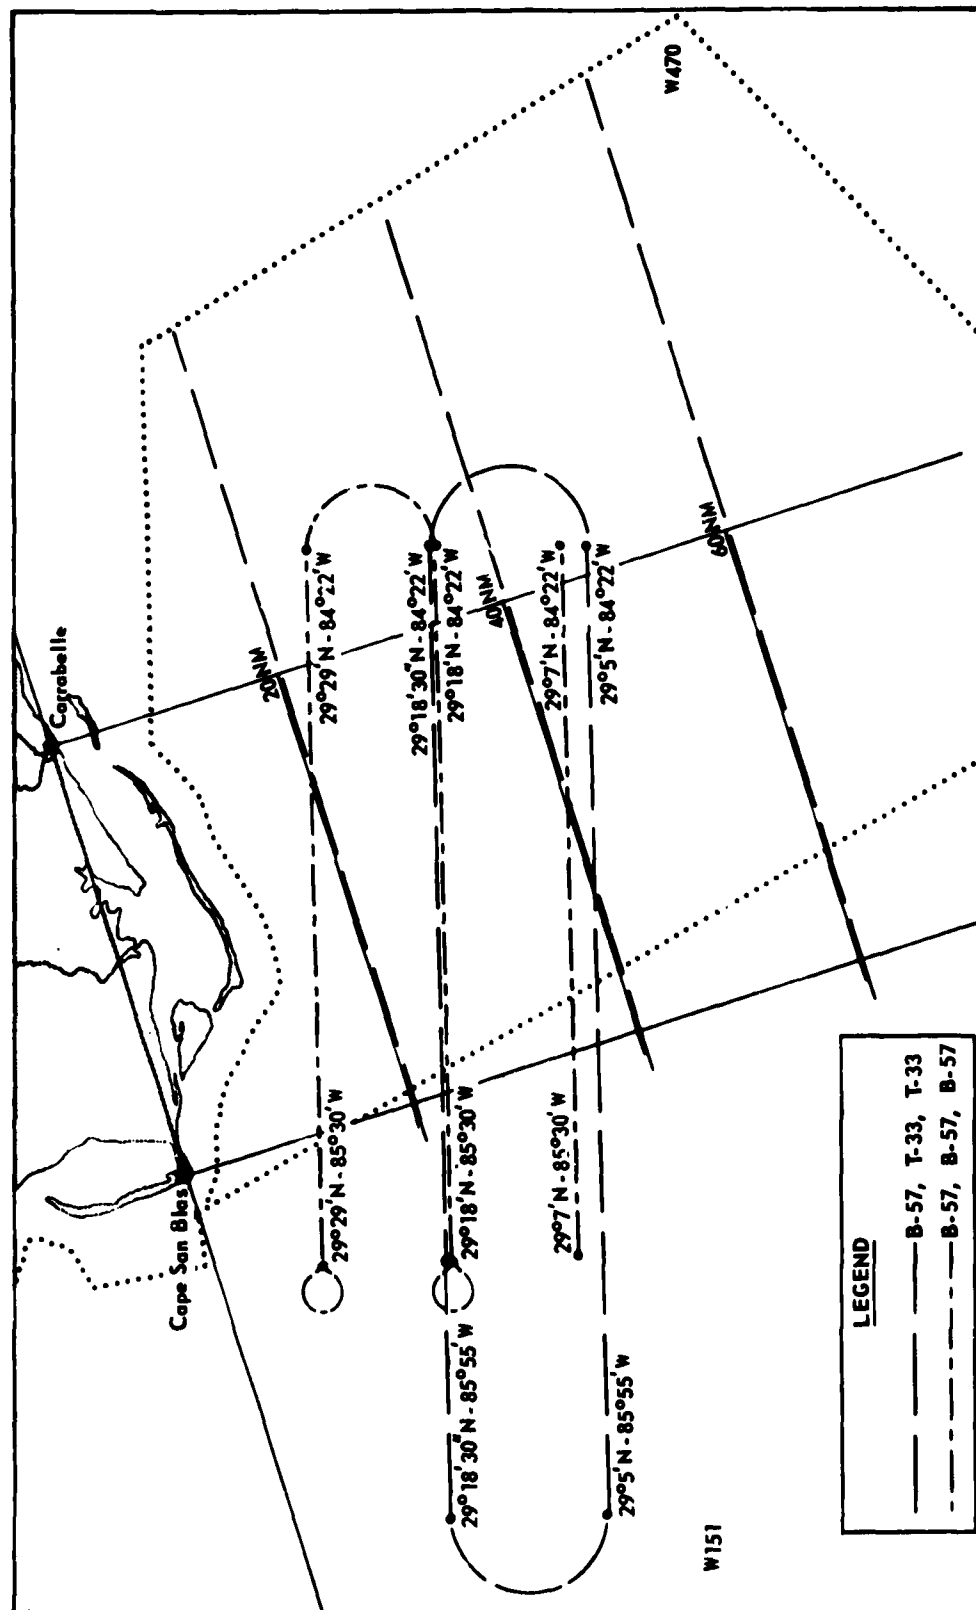 Carrabelle
Cape San Blas
W470
20NM
29°29'N-84°22'W
29°29'N-85°30'W
29°18'30"N-84°22'W
29°18'N-84°22'W
29°18'N-85°30'W
29°18'30"N-85°55'W
40NM
29°7'N-84°22'W
29°5'N-84°22'W
29°7'N-85°30'W
29°5'N-85°55'W
60NM
W151
LEGEND
B-57, T-33, T-33
B-57, B-57, B-57